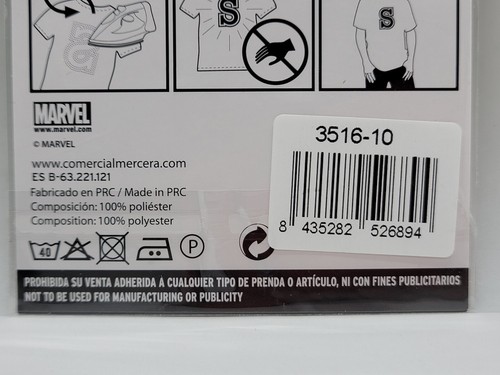 S
S
MARVEL
www.marvel.com
© MARVEL
www.comercialmercera.com
ES B-63.221.121
Fabricado en PRC / Made in PRC
Composición: 100% poliéster
Composition: 100% polyester
40
P
3516-10
8 435282 526894
PROHIBIDA SU VENTA ADHERIDA A CUALQUIER TIPO DE PRENDA O ARTÍCULO, NI CON FINES PUBLICITARIOS
NOT TO BE USED FOR MANUFACTURING OR PUBLICITY